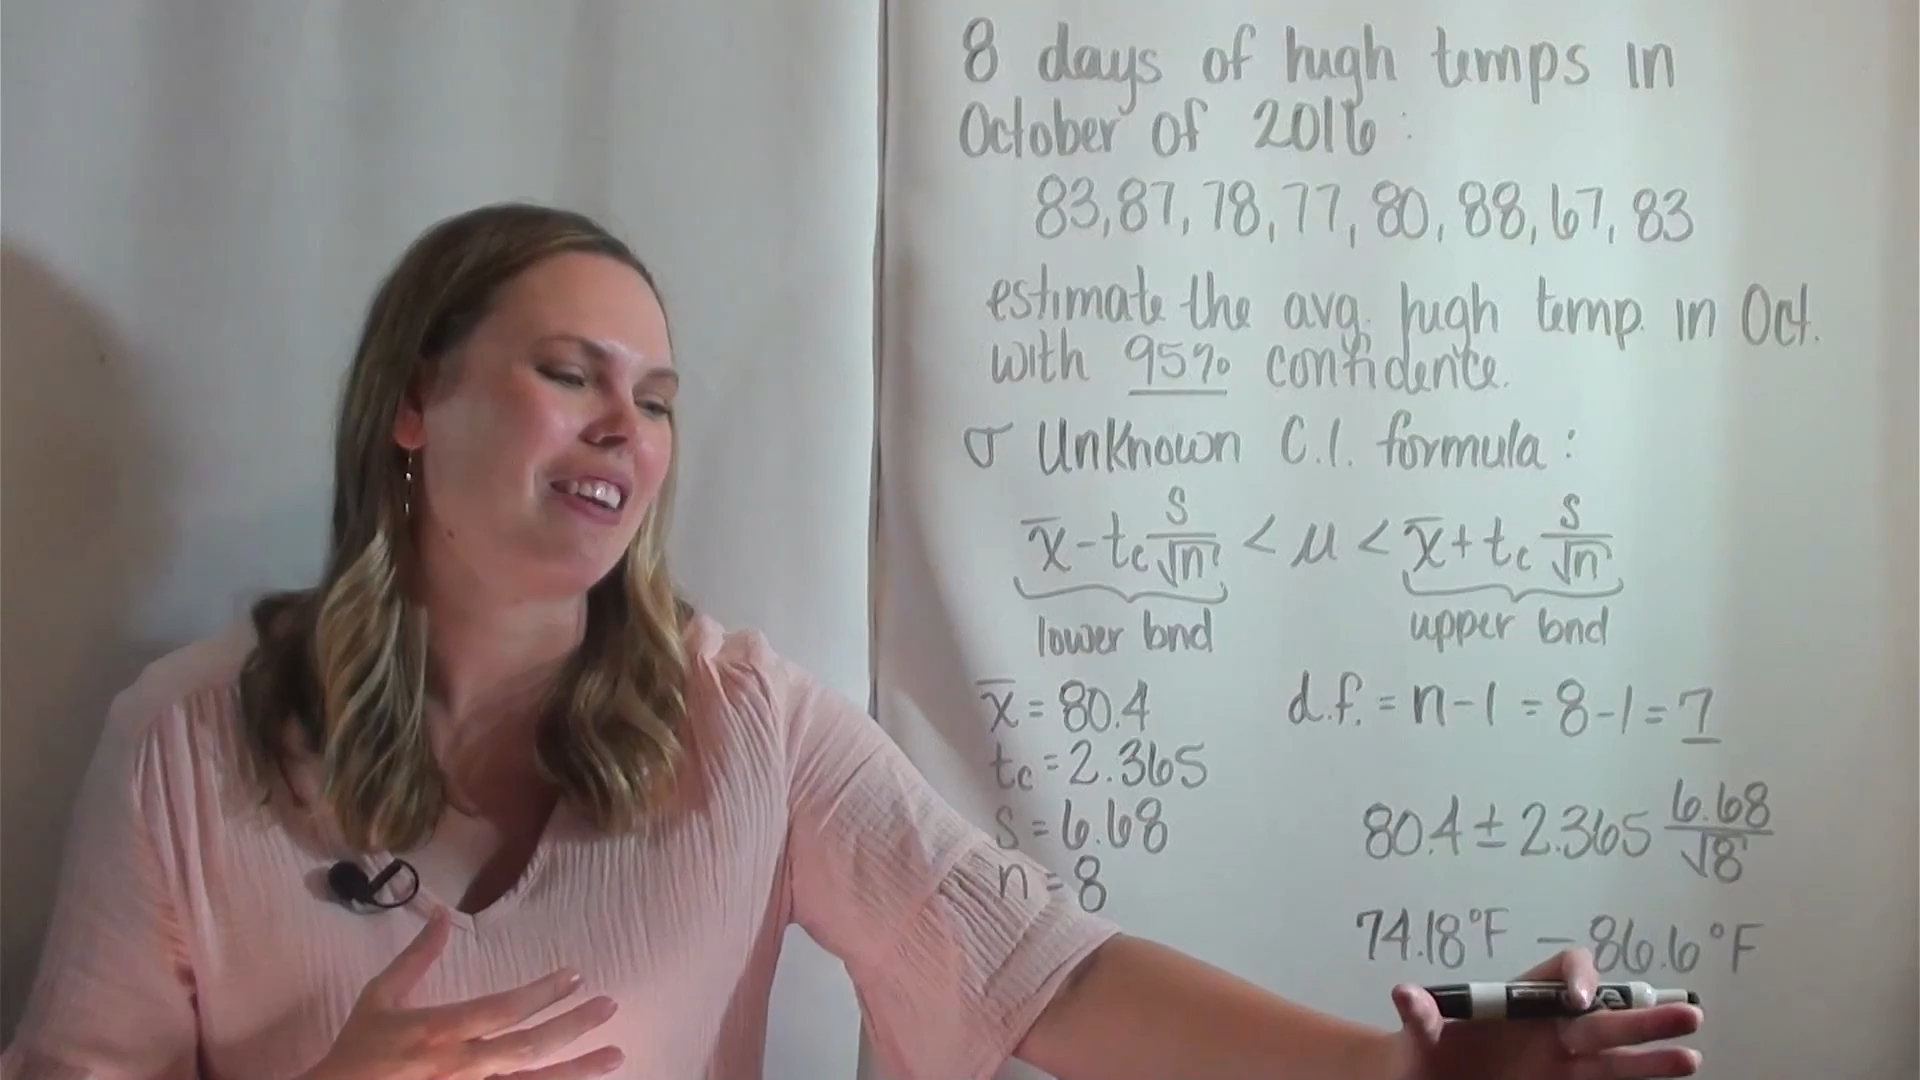 8 days of high temps in
October of 2016:
83, 87, 78, 77, 80, 88, 67, 83
estimate the avg. high temp. in Oct.
with 95% confidence.
σ Unknown C.I. formula:
x̄ - tc s/√n < μ < x̄ + tc s/√n
lower bnd upper bnd
x̄ = 80.4 d.f. = n-1 = 8-1 = 7
tc = 2.365
s = 6.68 80.4 ± 2.365 6.68/√8
n = 8
74.18°F – 86.6°F